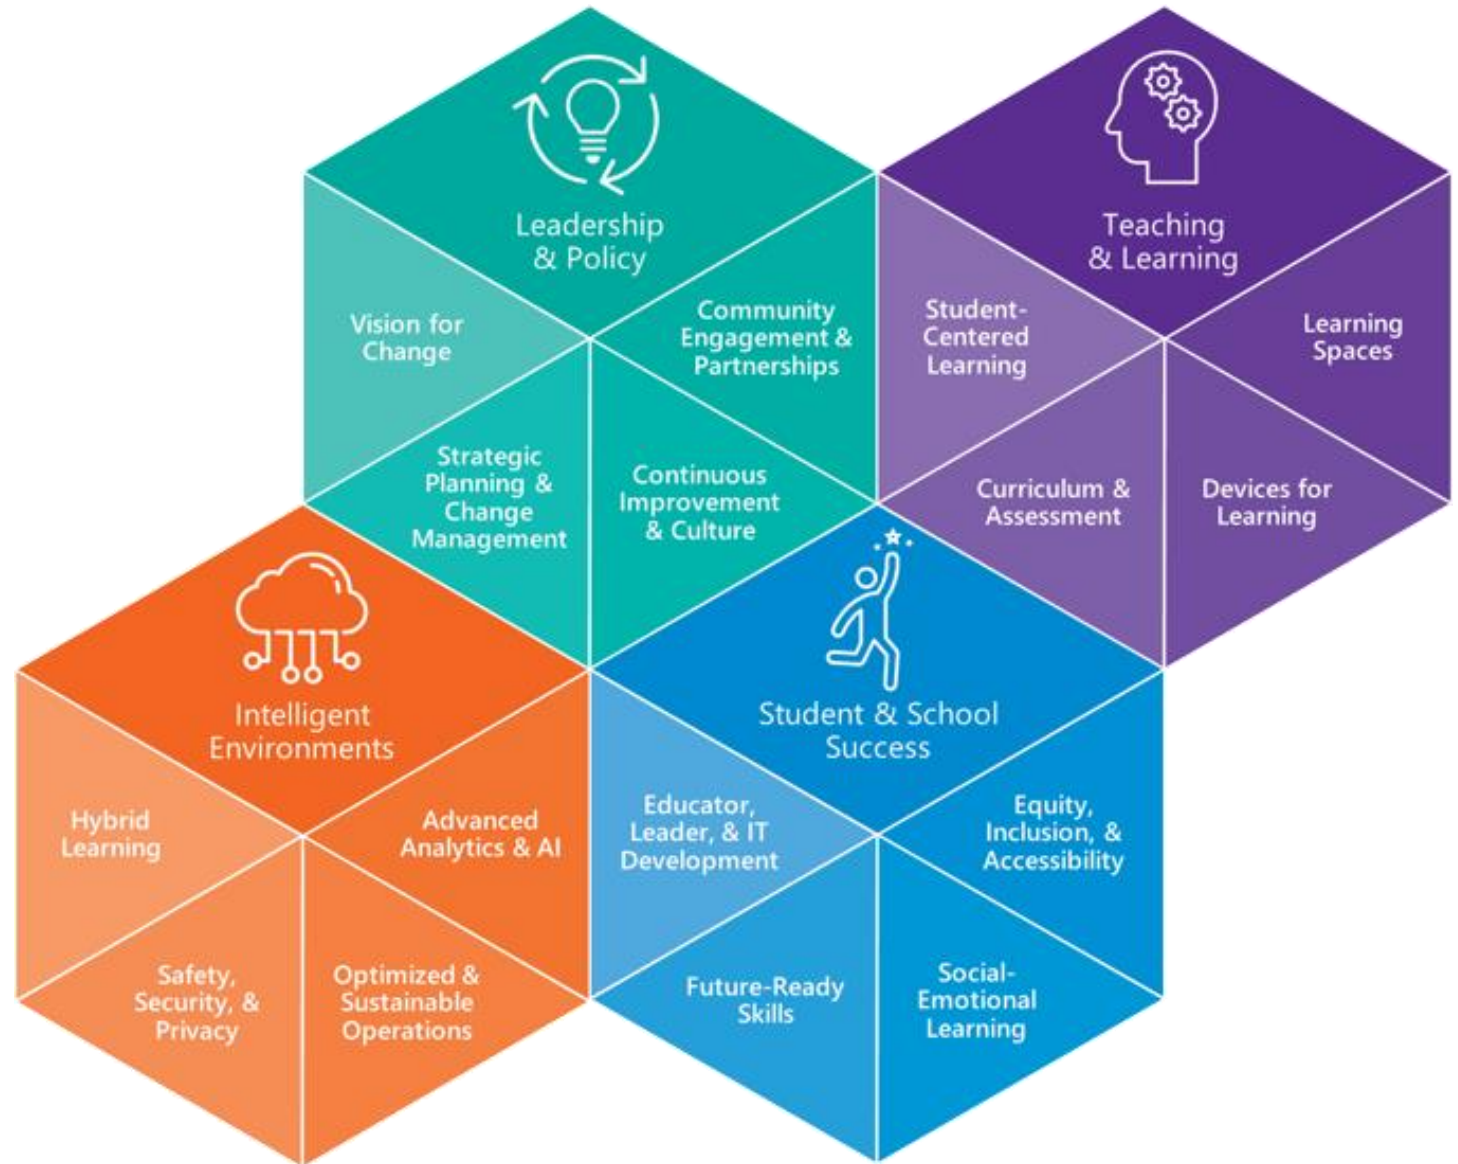 Leadership
& Policy
Vision for
Change
Strategic
Planning &
Change
Management
Continuous
Improvement
& Culture
Community
Engagement &
Partnerships
Teaching
& Learning
Student-
Centered
Learning
Curriculum &
Assessment
Devices for
Learning
Learning
Spaces
Intelligent
Environments
Hybrid
Learning
Safety,
Security, &
Privacy
Optimized &
Sustainable
Operations
Advanced
Analytics & AI
Student & School
Success
Educator,
Leader, & IT
Development
Future-Ready
Skills
Social-
Emotional
Learning
Equity,
Inclusion, &
Accessibility